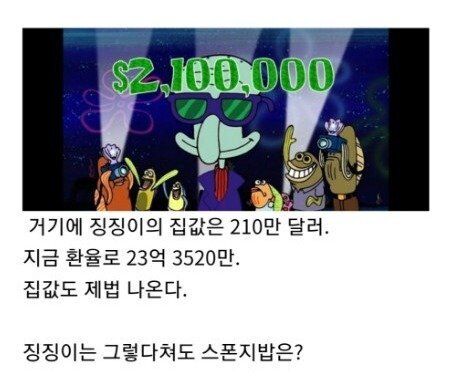 $2,100,000
거기에 징징이의 집값은 210만 달러.
지금 환율로 23억 3520만.
집값도 제법 나온다.
징징이는 그렇다쳐도 스폰지밥은?